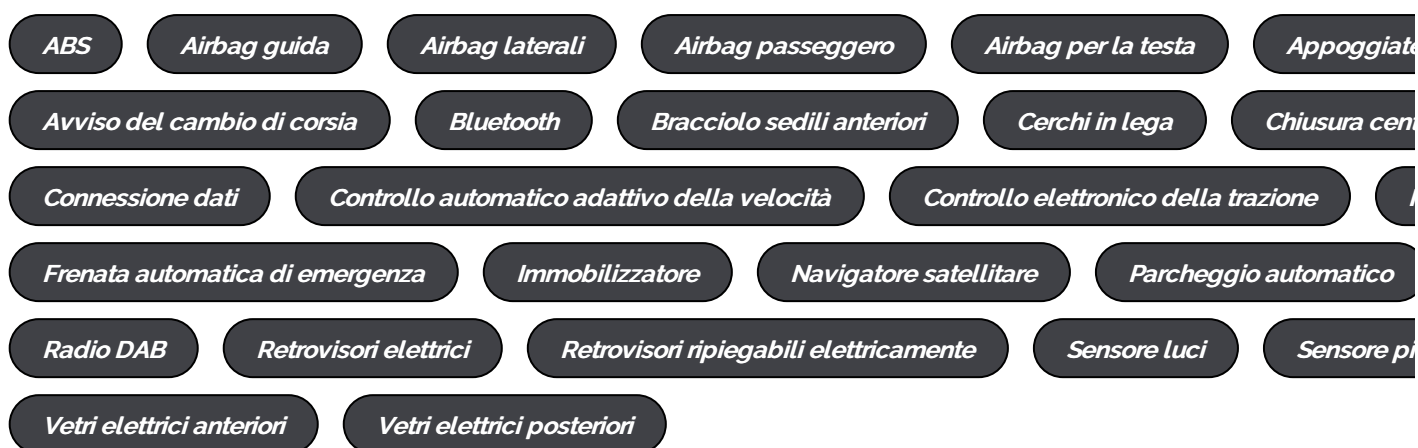 ABS Airbag guida Airbag laterali Airbag passeggero Airbag per la testa
Avviso del cambio di corsia Bluetooth Bracciolo sedili anteriori Cerchi in lega Chiusura
Connessione dati Controllo automatico adattivo della velocità Controllo elettronico della trazione
Frenata automatica di emergenza Immobilizzatore Navigatore satellitare Parcheggio automatico
Radio DAB Retrovisori elettrici Retrovisori ripiegabili elettricamente Sensore luci Sensore
Vetri elettrici anteriori Vetri elettrici posteriori